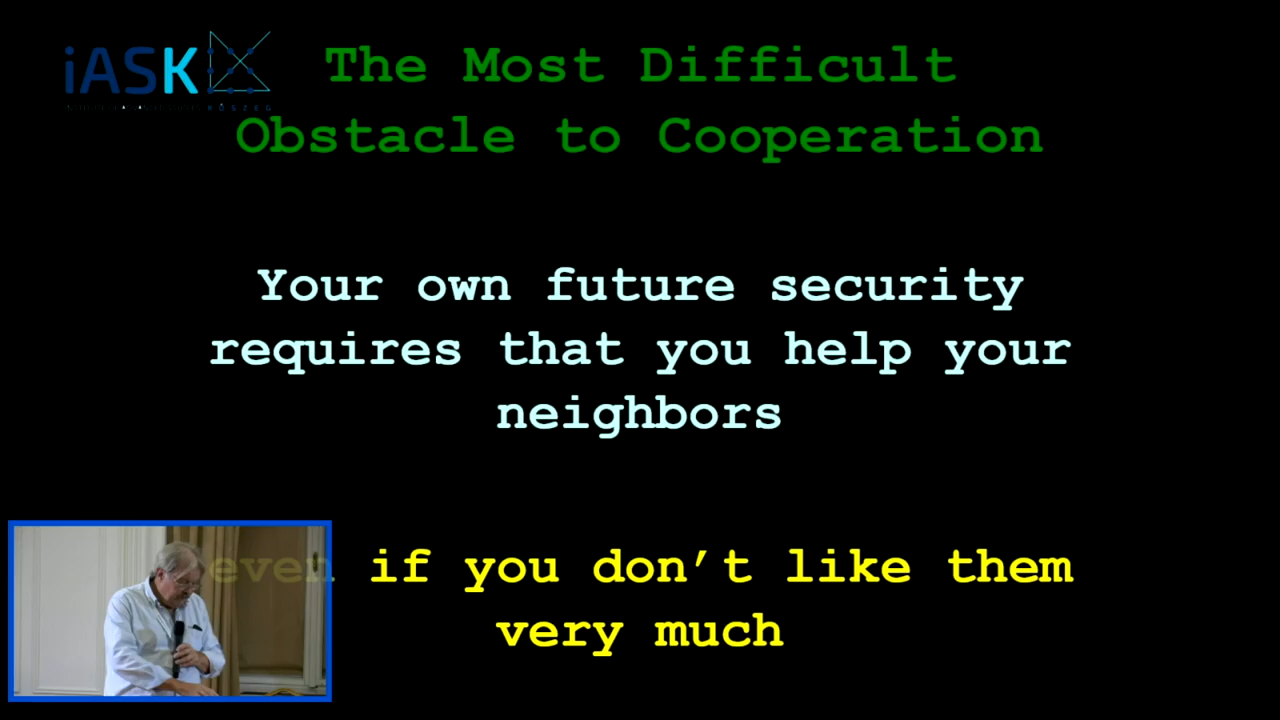 iASK
The Most Difficult
Obstacle to Cooperation
Your own future security
requires that you help your
neighbors
even if you don’t like them
very much